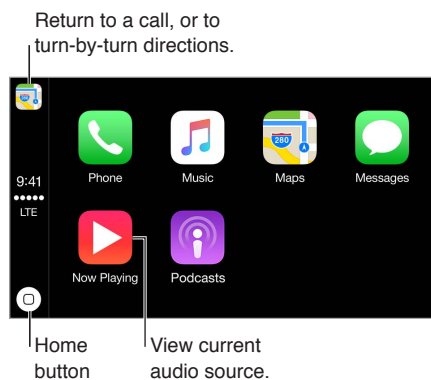 Return to a call, or to
turn-by-turn directions.
280
Phone
Music
Maps
Messages
9:41
LTE
Now Playing
Podcasts
Home
button
View current
audio source.